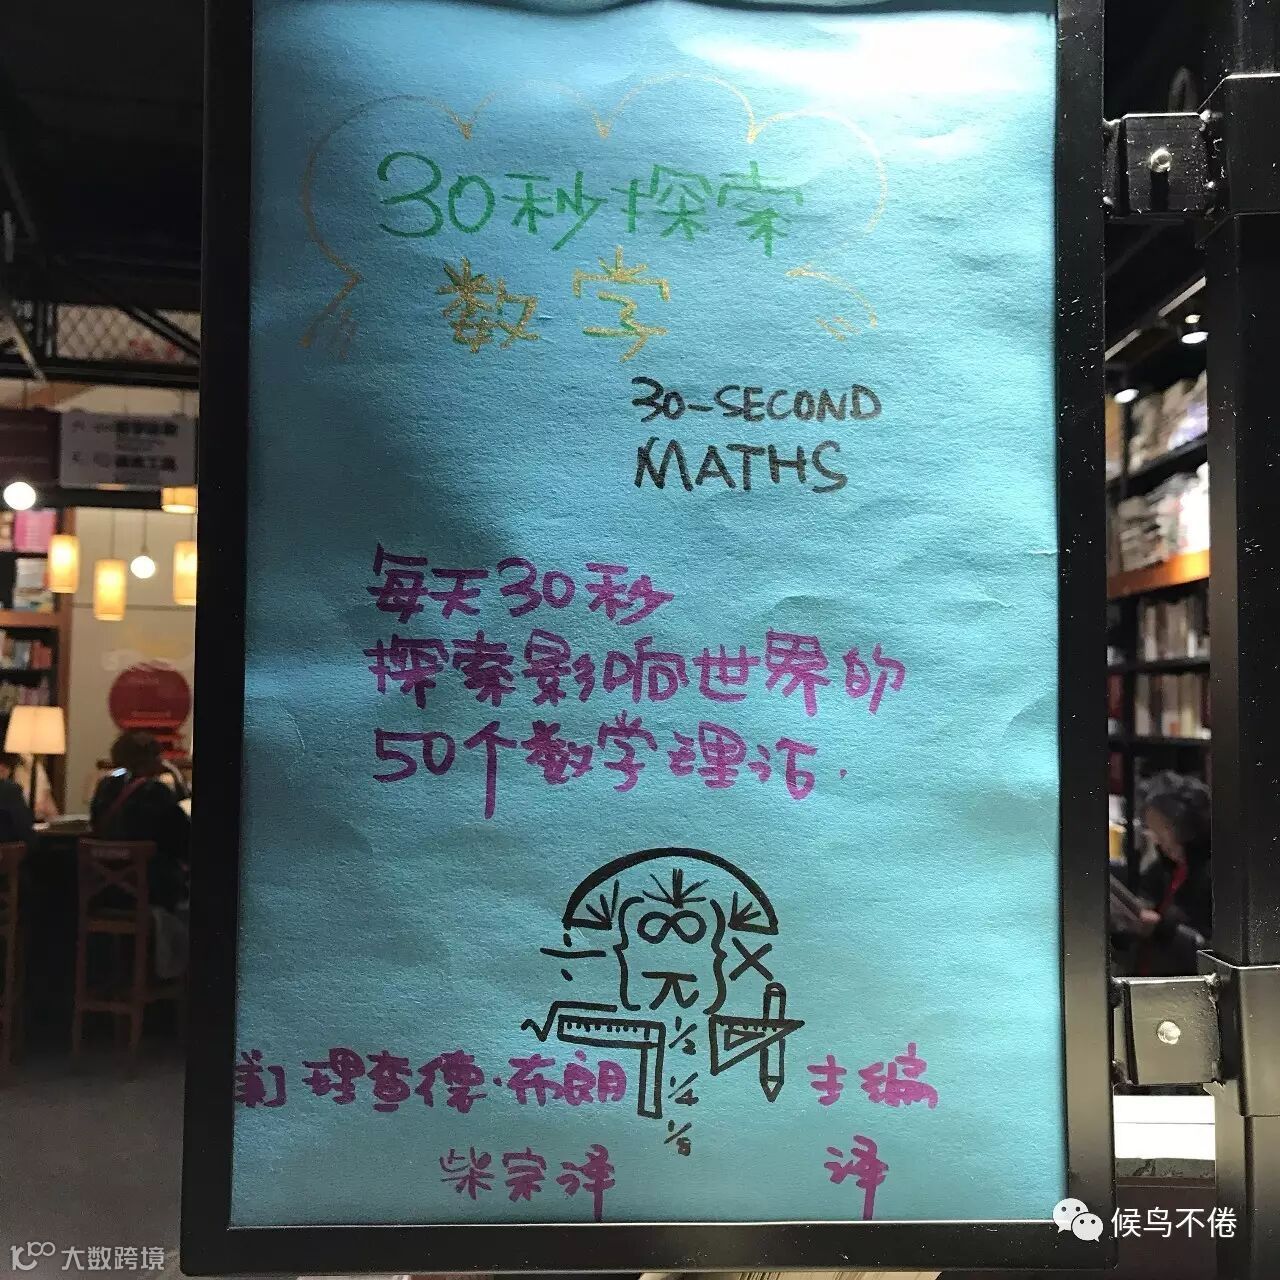 30秒探索
数学
30-SECOND
MATHS
每天30秒
探索影响世界的
50个数学理论.
∞
π
1/2
1/4
1/8
[美]理查德·布朗 主编
柴宗泽 译
候鸟不倦
大数跨境